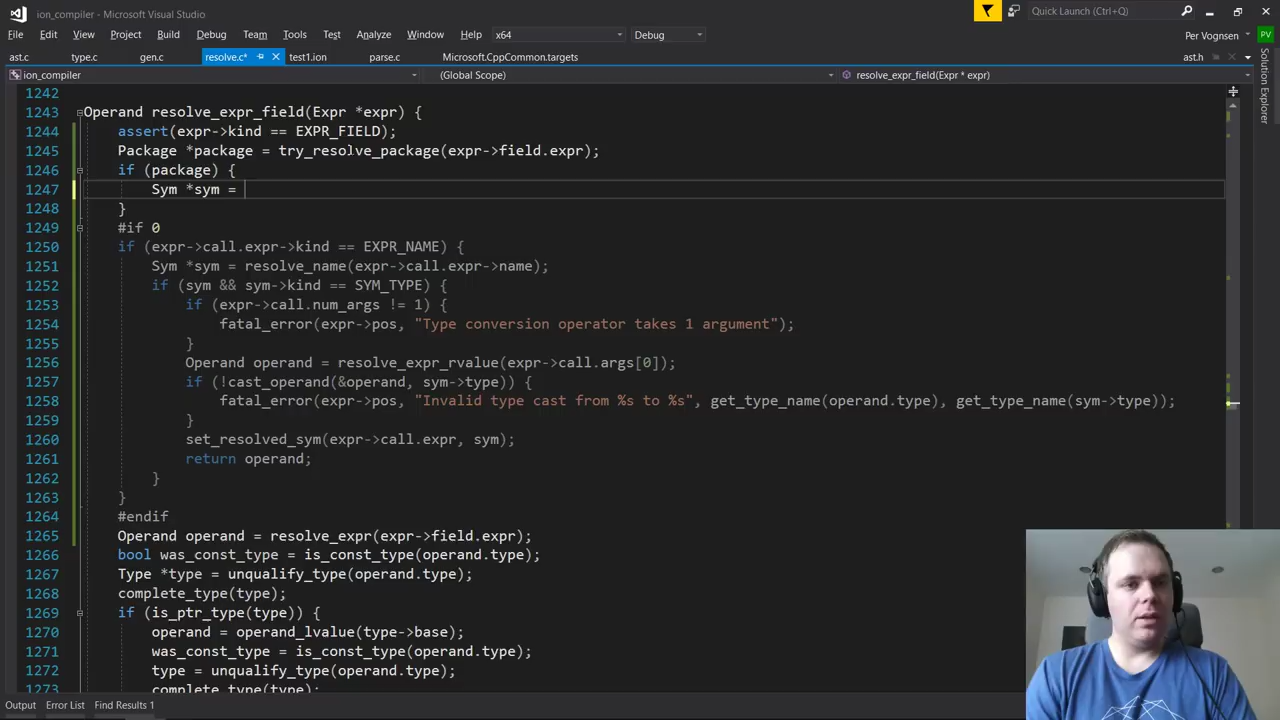 ion_compiler - Microsoft Visual Studio
Quick Launch (Ctrl+Q)
File Edit View Project Build Debug Team Tools Test Analyze Window Help x64 Debug
Per Vognsen PV
ast.c type.c gen.c resolve.c* test1.ion parse.c Microsoft.CppCommon.targets ast.h
ion_compiler (Global Scope) resolve_expr_field(Expr * expr)
Solution Explorer
1242
1243 Operand resolve_expr_field(Expr *expr) {
1244 assert(expr->kind == EXPR_FIELD);
1245 Package *package = try_resolve_package(expr->field.expr);
1246 if (package) {
1247 Sym *sym =
1248 }
1249 #if 0
1250 if (expr->call.expr->kind == EXPR_NAME) {
1251 Sym *sym = resolve_name(expr->call.expr->name);
1252 if (sym && sym->kind == SYM_TYPE) {
1253 if (expr->call.num_args != 1) {
1254 fatal_error(expr->pos, "Type conversion operator takes 1 argument");
1255 }
1256 Operand operand = resolve_expr_rvalue(expr->call.args[0]);
1257 if (!cast_operand(&operand, sym->type)) {
1258 fatal_error(expr->pos, "Invalid type cast from %s to %s", get_type_name(operand.type), get_type_name(sym->type));
1259 }
1260 set_resolved_sym(expr->call.expr, sym);
1261 return operand;
1262 }
1263 }
1264 #endif
1265 Operand operand = resolve_expr(expr->field.expr);
1266 bool was_const_type = is_const_type(operand.type);
1267 Type *type = unqualify_type(operand.type);
1268 complete_type(type);
1269 if (is_ptr_type(type)) {
1270 operand = operand_lvalue(type->base);
1271 was_const_type = is_const_type(operand.type);
1272 type = unqualify_type(operand.type);
1273 complete_type(type);
Output Error List Find Results 1